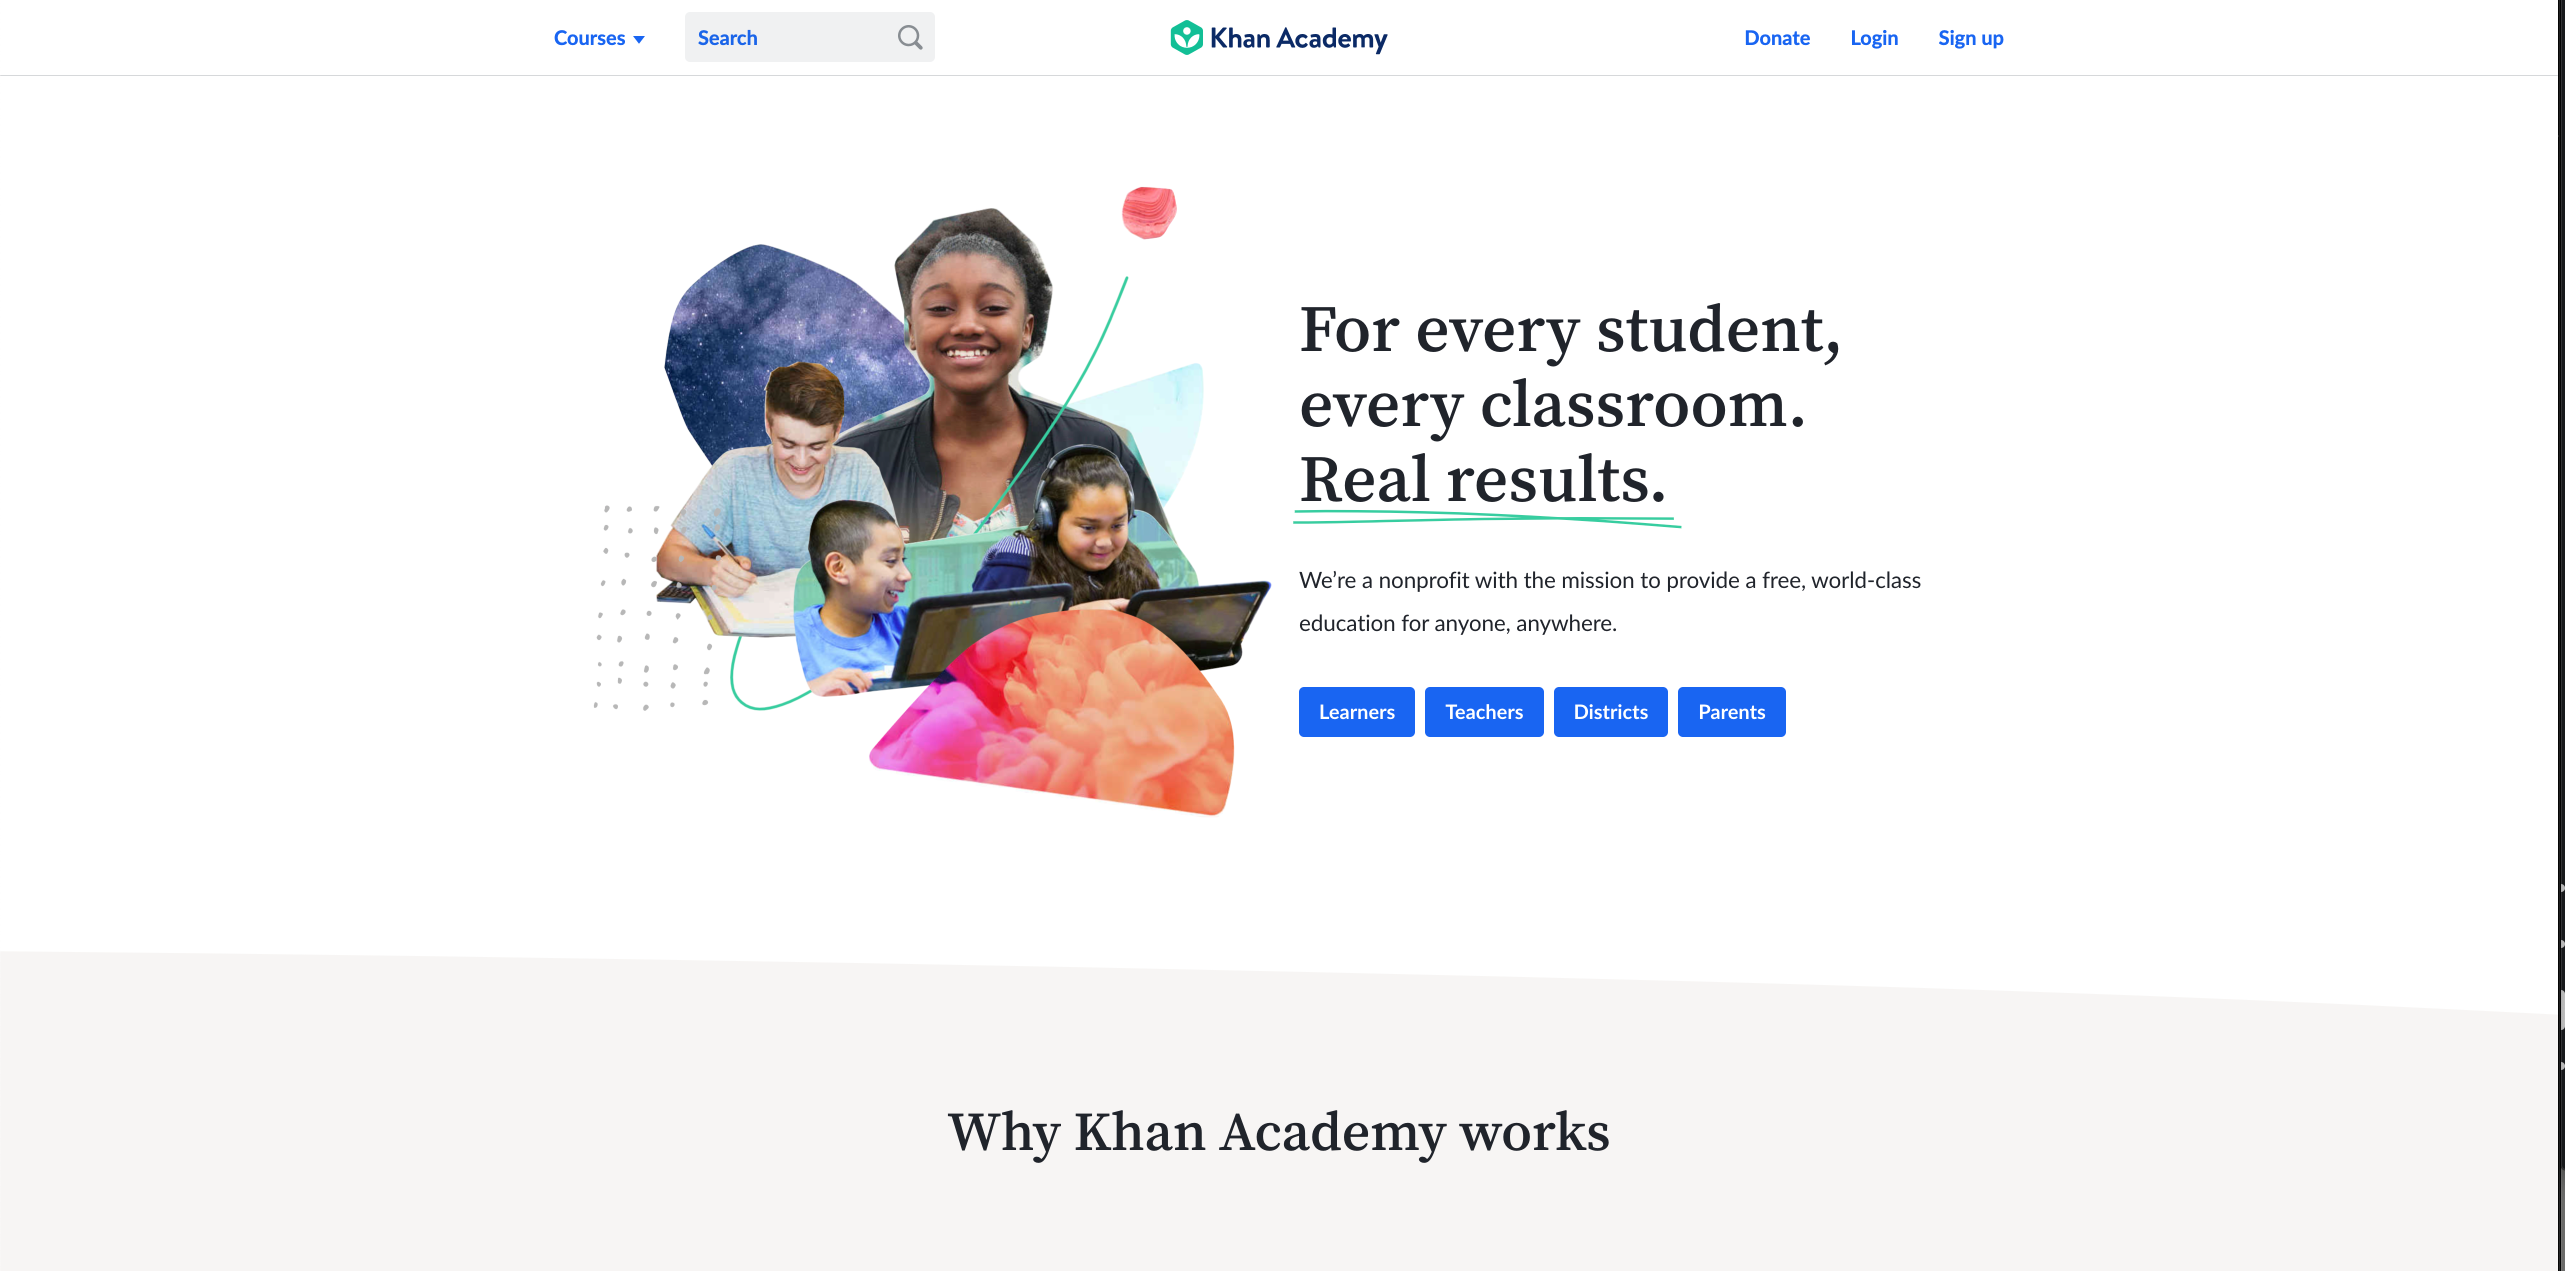 Courses
Search
Khan Academy
Donate
Login
Sign up
For every student,
every classroom.
Real results.
We’re a nonprofit with the mission to provide a free, world-class
education for anyone, anywhere.
Learners
Teachers
Districts
Parents
Why Khan Academy works